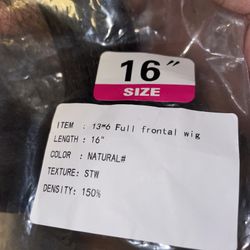 16"
SIZE
ITEM : 13*6 Full frontal wig
LENGTH : 16"
COLOR : NATURAL#
TEXTURE: STW
DENSITY: 150%